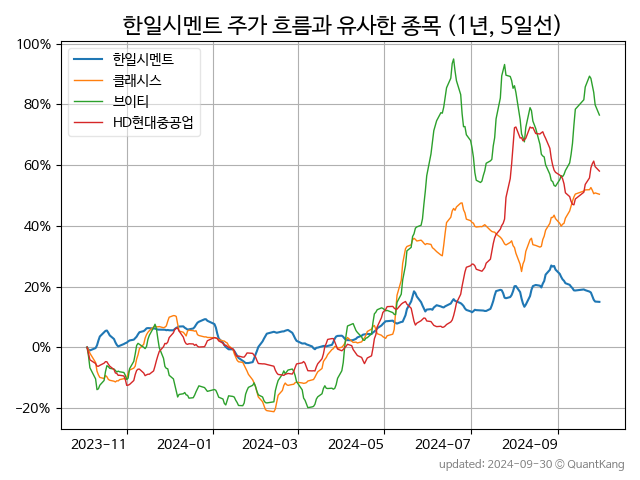 한일시멘트 주가 흐름과 유사한 종목 (1년, 5일선)
100%
80%
60%
40%
20%
0%
−20%
한일시멘트
클래시스
브이티
HD현대중공업
2023-11 2024-01 2024-03 2024-05 2024-07 2024-09
updated: 2024-09-30 © QuantKang